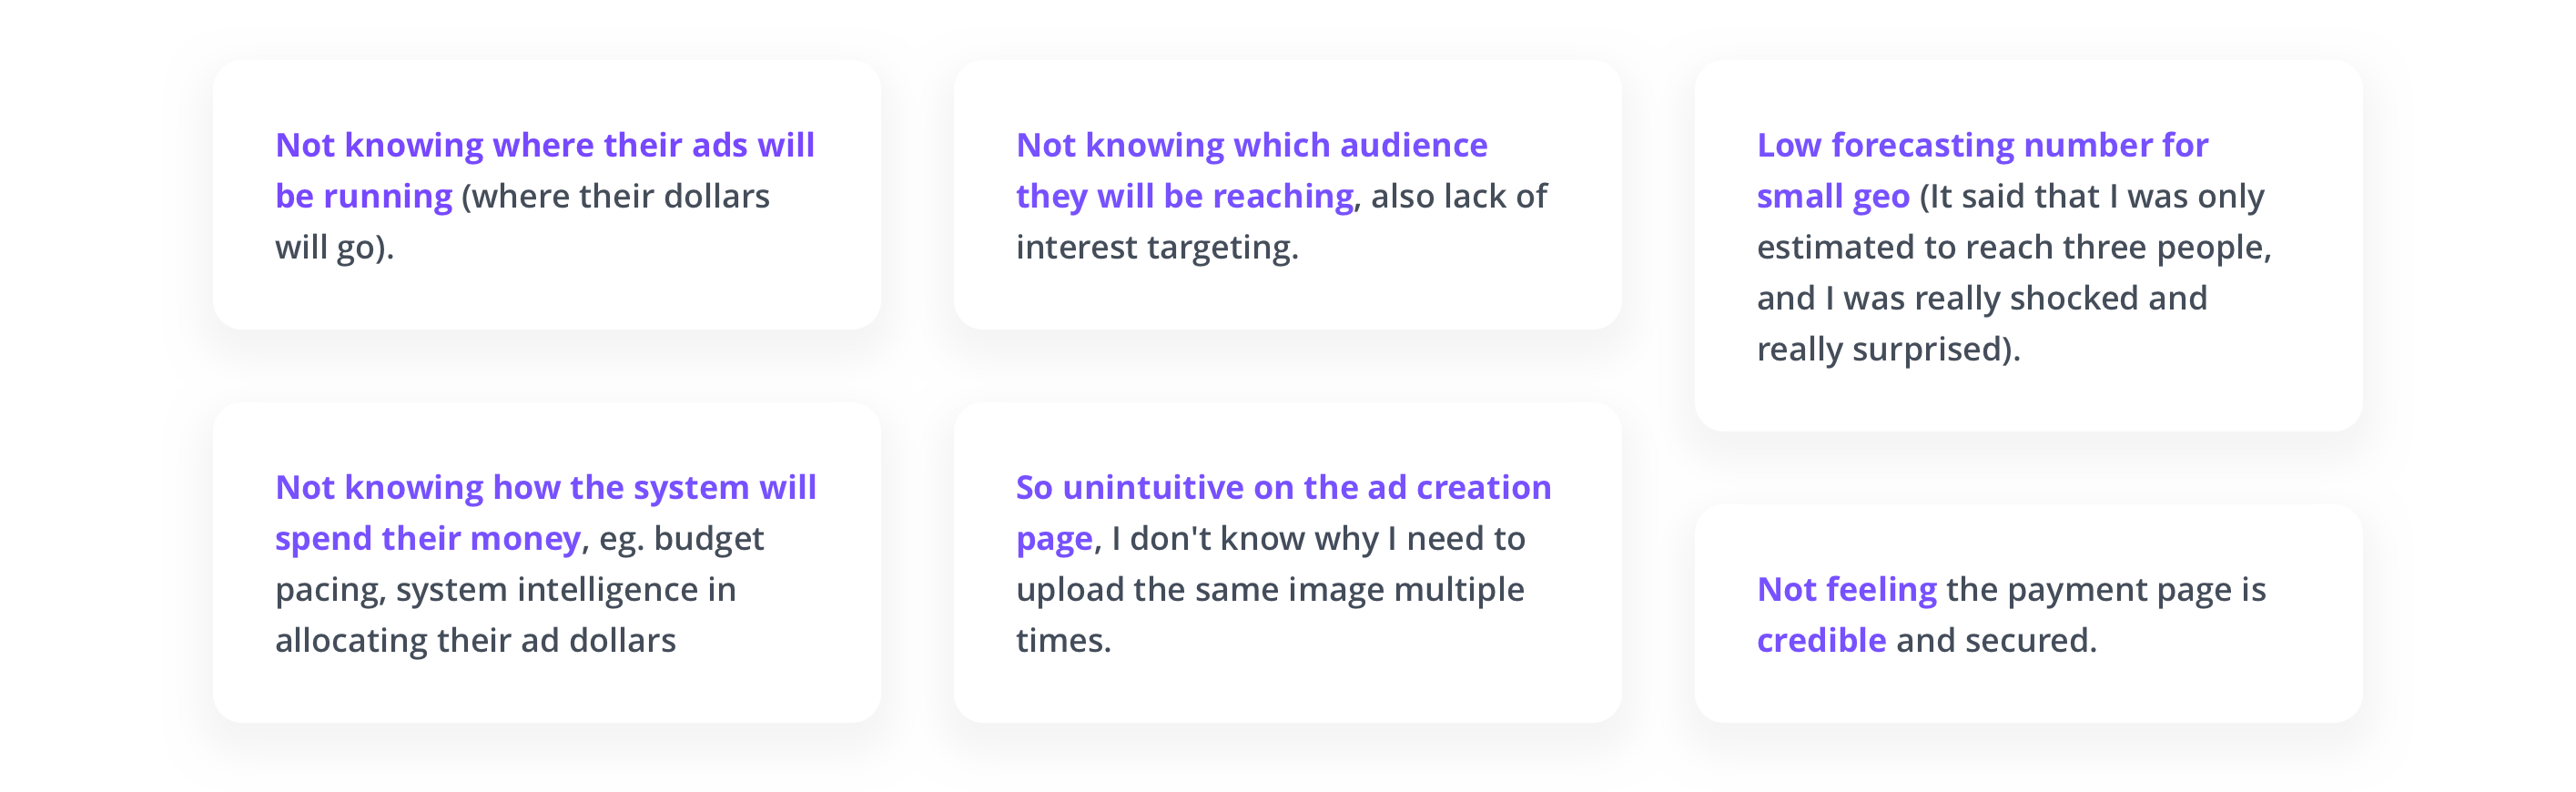 Not knowing where their ads will
be running (where their dollars
will go).
Not knowing which audience
they will be reaching, also lack of
interest targeting.
Low forecasting number for
small geo (It said that I was only
estimated to reach three people,
and I was really shocked and
really surprised).
Not knowing how the system will
spend their money, eg. budget
pacing, system intelligence in
allocating their ad dollars
So unintuitive on the ad creation
page, I don't know why I need to
upload the same image multiple
times.
Not feeling the payment page is
credible and secured.